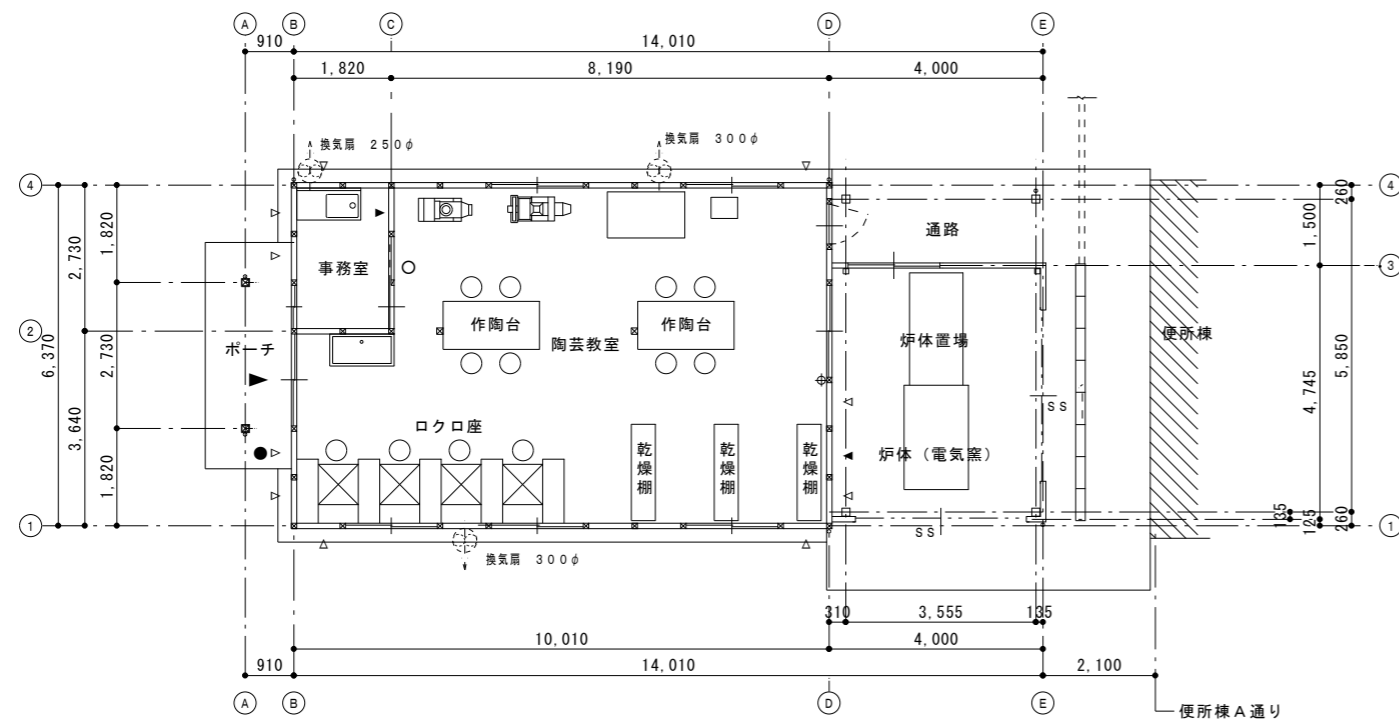 A
B
C
D
E
910
14,010
1,820
8,190
4,000
換気扇 250φ
換気扇 300φ
4
4
260
1,820
2,730
1,500
通路
3
事務室
作陶台
作陶台
陶芸教室
炉体置場
便所棟
2
ポーチ
6,370
2,730
5,850
4,745
SS
3,640
ロクロ座
乾燥棚
乾燥棚
乾燥棚
炉体（電気窯）
1,820
135
125
260
1
1
SS
換気扇 300φ
310
3,555
135
10,010
4,000
910
14,010
2,100
A
B
D
E
便所棟A通り